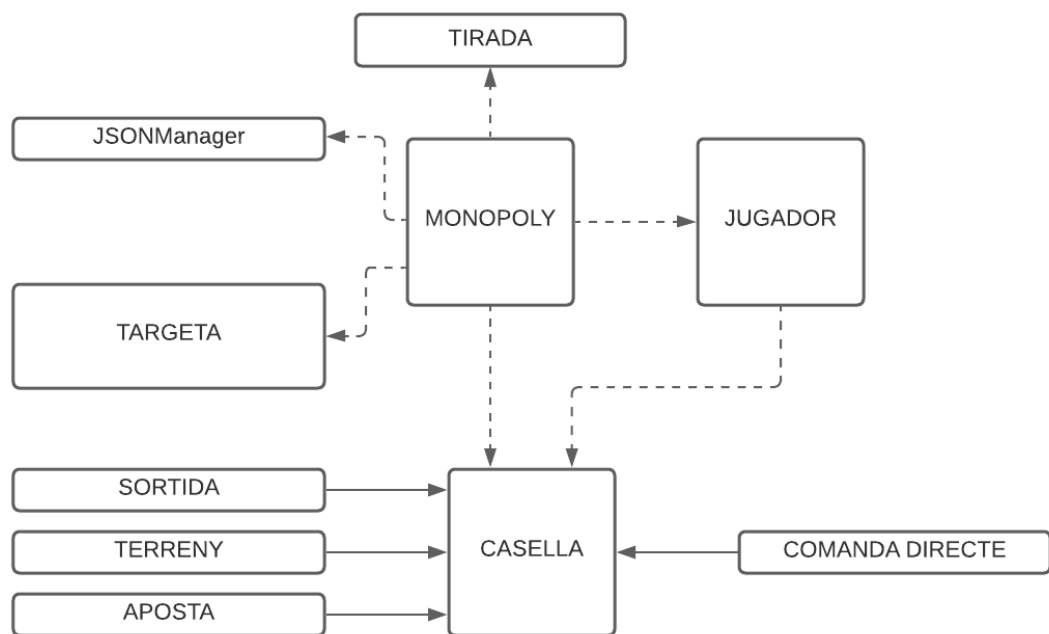 TIRADA
JSONManager
MONOPOLY
JUGADOR
TARGETA
SORTIDA
TERRENY
CASELLA
COMANDA DIRECTE
APOSTA